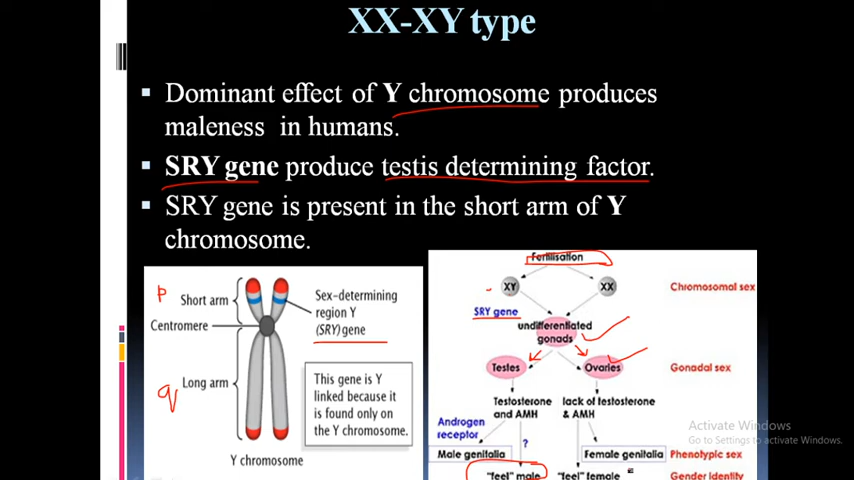 XX-XY type
Dominant effect of Y chromosome produces
maleness in humans.
SRY gene produce testis determining factor.
SRY gene is present in the short arm of Y
chromosome.
p
Short arm
Centromere
q
Long arm
Sex-determining
region Y
(SRY) gene
This gene is Y
linked because it
is found only on
the Y chromosome.
Y chromosome
Fertilisation
XY
XX
Chromosomal sex
SRY gene
undifferentiated
gonads
Testes
Ovaries
Gonadal sex
Testosterone
and AMH
lack of testosterone
& AMH
Androgen
receptor
?
Male genitalia
Female genitalia
Phenotypic sex
"feel" male
"feel" female
=
Gender identity
Activate Windows
Go to Settings to activate Windows.